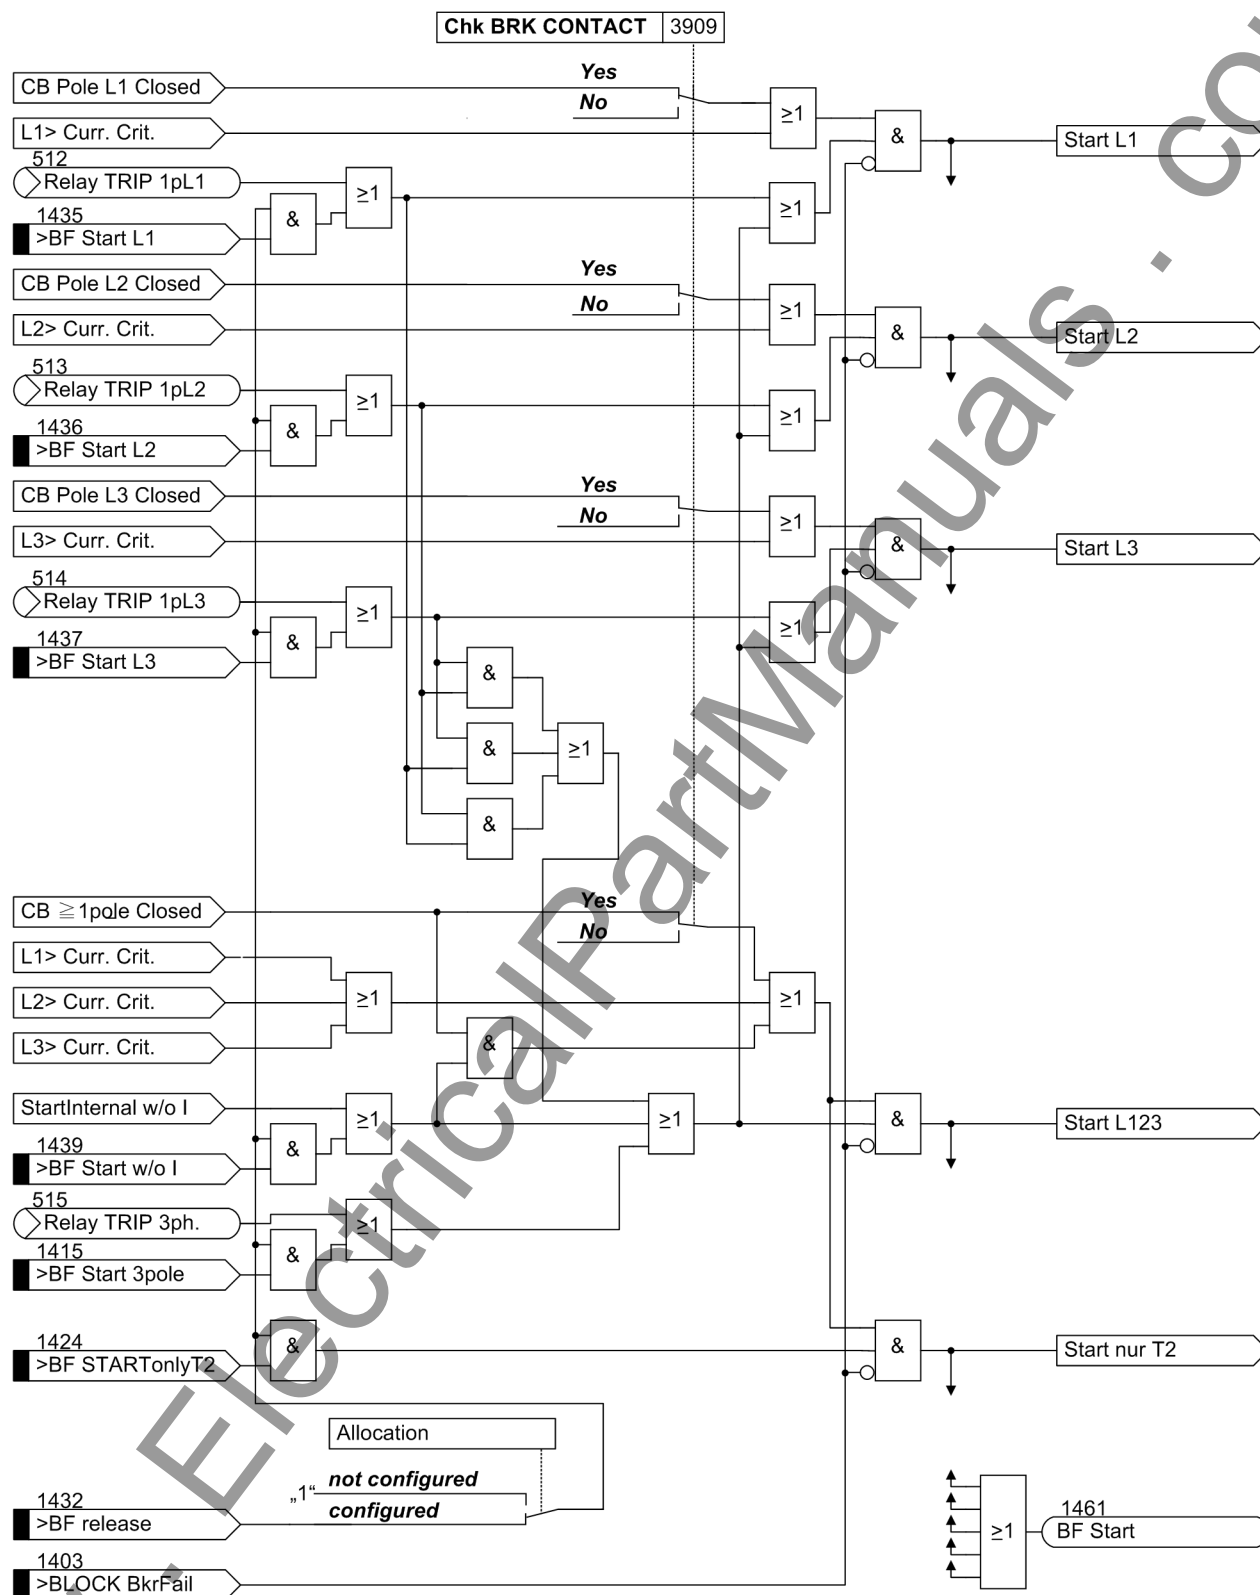 Chk BRK CONTACT 3909
CB Pole L1 Closed
Yes
No
L1> Curr. Crit.
≥1
&
Start L1
512
Relay TRIP 1pL1
≥1
≥1
1435
>BF Start L1
&
CB Pole L2 Closed
Yes
No
L2> Curr. Crit.
≥1
&
Start L2
513
Relay TRIP 1pL2
≥1
≥1
1436
>BF Start L2
&
CB Pole L3 Closed
Yes
No
L3> Curr. Crit.
≥1
&
Start L3
514
Relay TRIP 1pL3
≥1
≥1
1437
>BF Start L3
&
&
&
≥1
&
CB ≧ 1pole Closed
Yes
No
L1> Curr. Crit.
L2> Curr. Crit.
≥1
≥1
L3> Curr. Crit.
&
StartInternal w/o I
≥1
≥1
&
Start L123
1439
>BF Start w/o I
&
515
Relay TRIP 3ph.
≥1
1415
>BF Start 3pole
&
1424
>BF STARTonlyT2
&
&
Start nur T2
Allocation
„1“ not configured
configured
1432
>BF release
1461
≥1
BF Start
1403
>BLOCK BkrFail
. ElectricalPartManuals . co